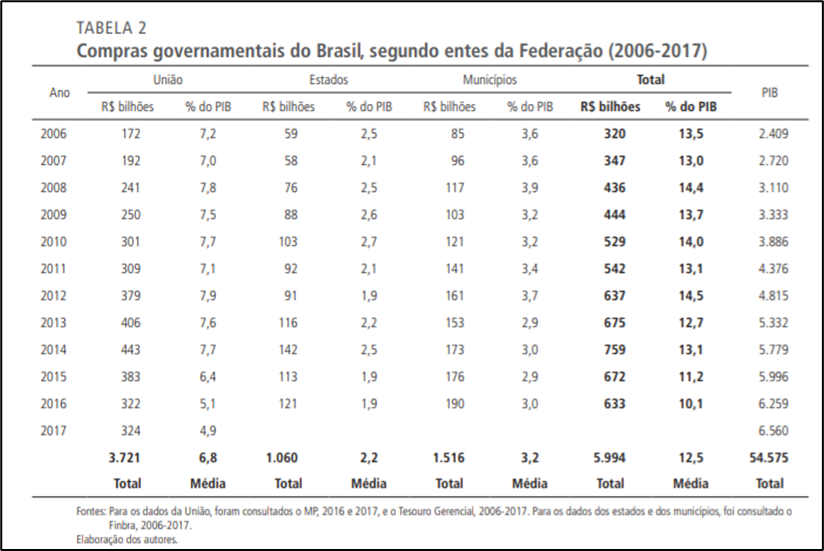 TABELA 2
Compras governamentais do Brasil, segundo entes da Federação (2006-2017)
Ano União Estados Municípios Total PIB
R$ bilhões % do PIB R$ bilhões % do PIB R$ bilhões % do PIB R$ bilhões % do PIB
2006 172 7,2 59 2,5 85 3,6 320 13,5 2.409
2007 192 7,0 58 2,1 96 3,6 347 13,0 2.720
2008 241 7,8 76 2,5 117 3,9 436 14,4 3.110
2009 250 7,5 88 2,6 103 3,2 444 13,7 3.333
2010 301 7,7 103 2,7 121 3,2 529 14,0 3.886
2011 309 7,1 92 2,1 141 3,4 542 13,1 4.376
2012 379 7,9 91 1,9 161 3,7 637 14,5 4.815
2013 406 7,6 116 2,2 153 2,9 675 12,7 5.332
2014 443 7,7 142 2,5 173 3,0 759 13,1 5.779
2015 383 6,4 113 1,9 176 2,9 672 11,2 5.996
2016 322 5,1 121 1,9 190 3,0 633 10,1 6.259
2017 324 4,9 6.560
3.721 6,8 1.060 2,2 1.516 3,2 5.994 12,5 54.575
Total Média Total Média Total Média Total Média Total
Fontes: Para os dados da União, foram consultados o MP, 2016 e 2017, e o Tesouro Gerencial, 2006-2017. Para os dados dos estados e dos municípios, foi consultado o
Finbra, 2006-2017.
Elaboração dos autores.